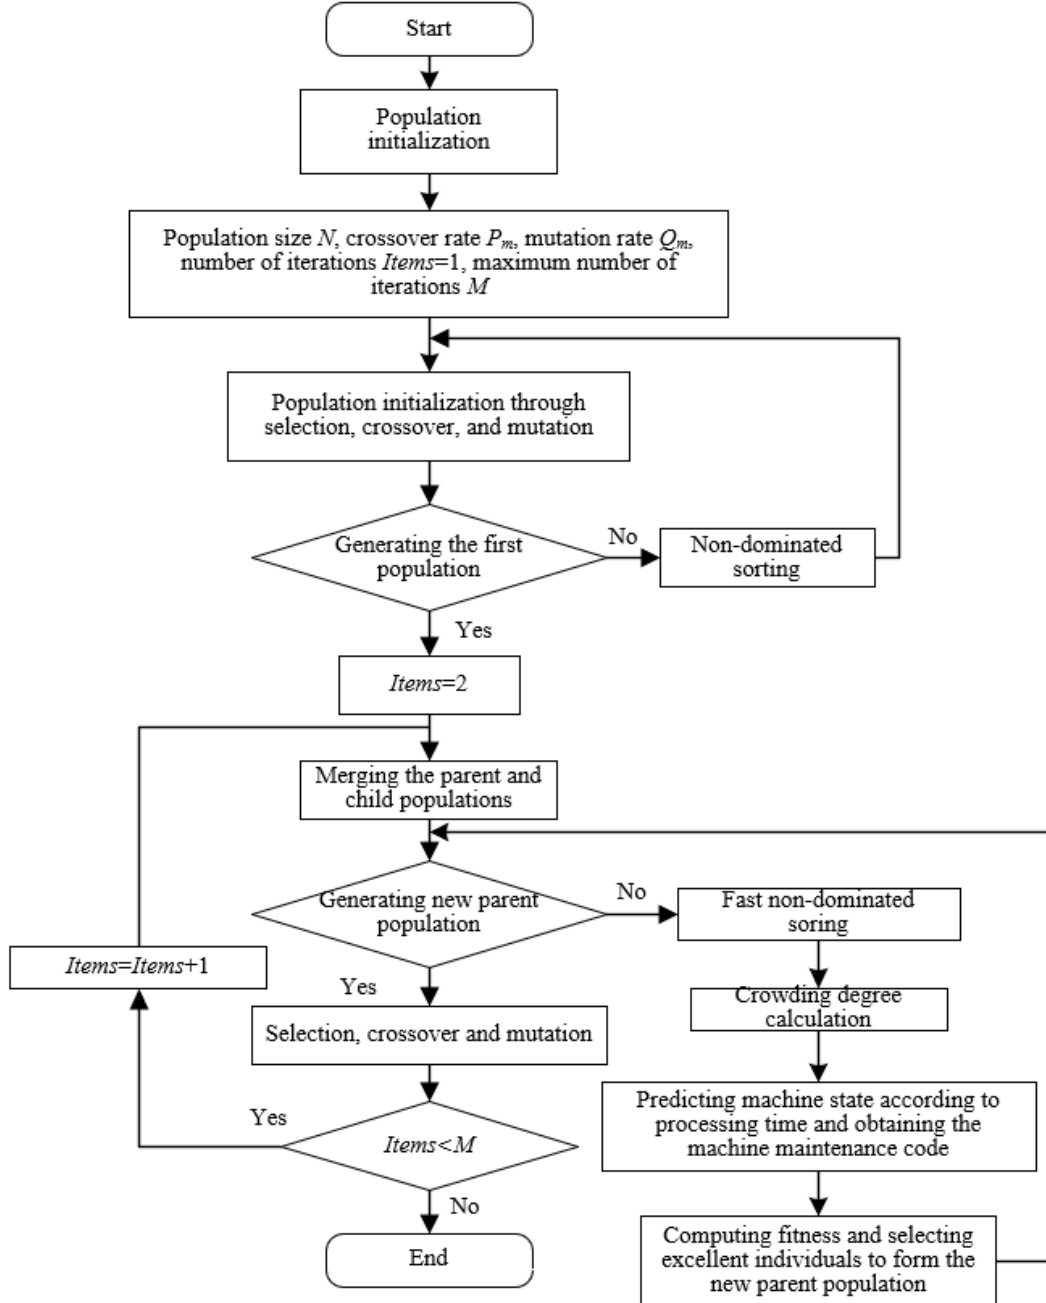 Start
Population
initialization
Population size N, crossover rate Pm, mutation rate Qm,
number of iterations Items=1, maximum number of
iterations M
Population initialization through
selection, crossover, and mutation
Generating the first
population
No
Non-dominated
sorting
Yes
Items=2
Merging the parent and
child populations
Generating new parent
population
No
Fast non-dominated
soring
Items=Items+1
Yes
Crowding degree
calculation
Selection, crossover and mutation
Predicting machine state according to
processing time and obtaining the
machine maintenance code
Yes
Items<M
No
Computing fitness and selecting
excellent individuals to form the
new parent population
End